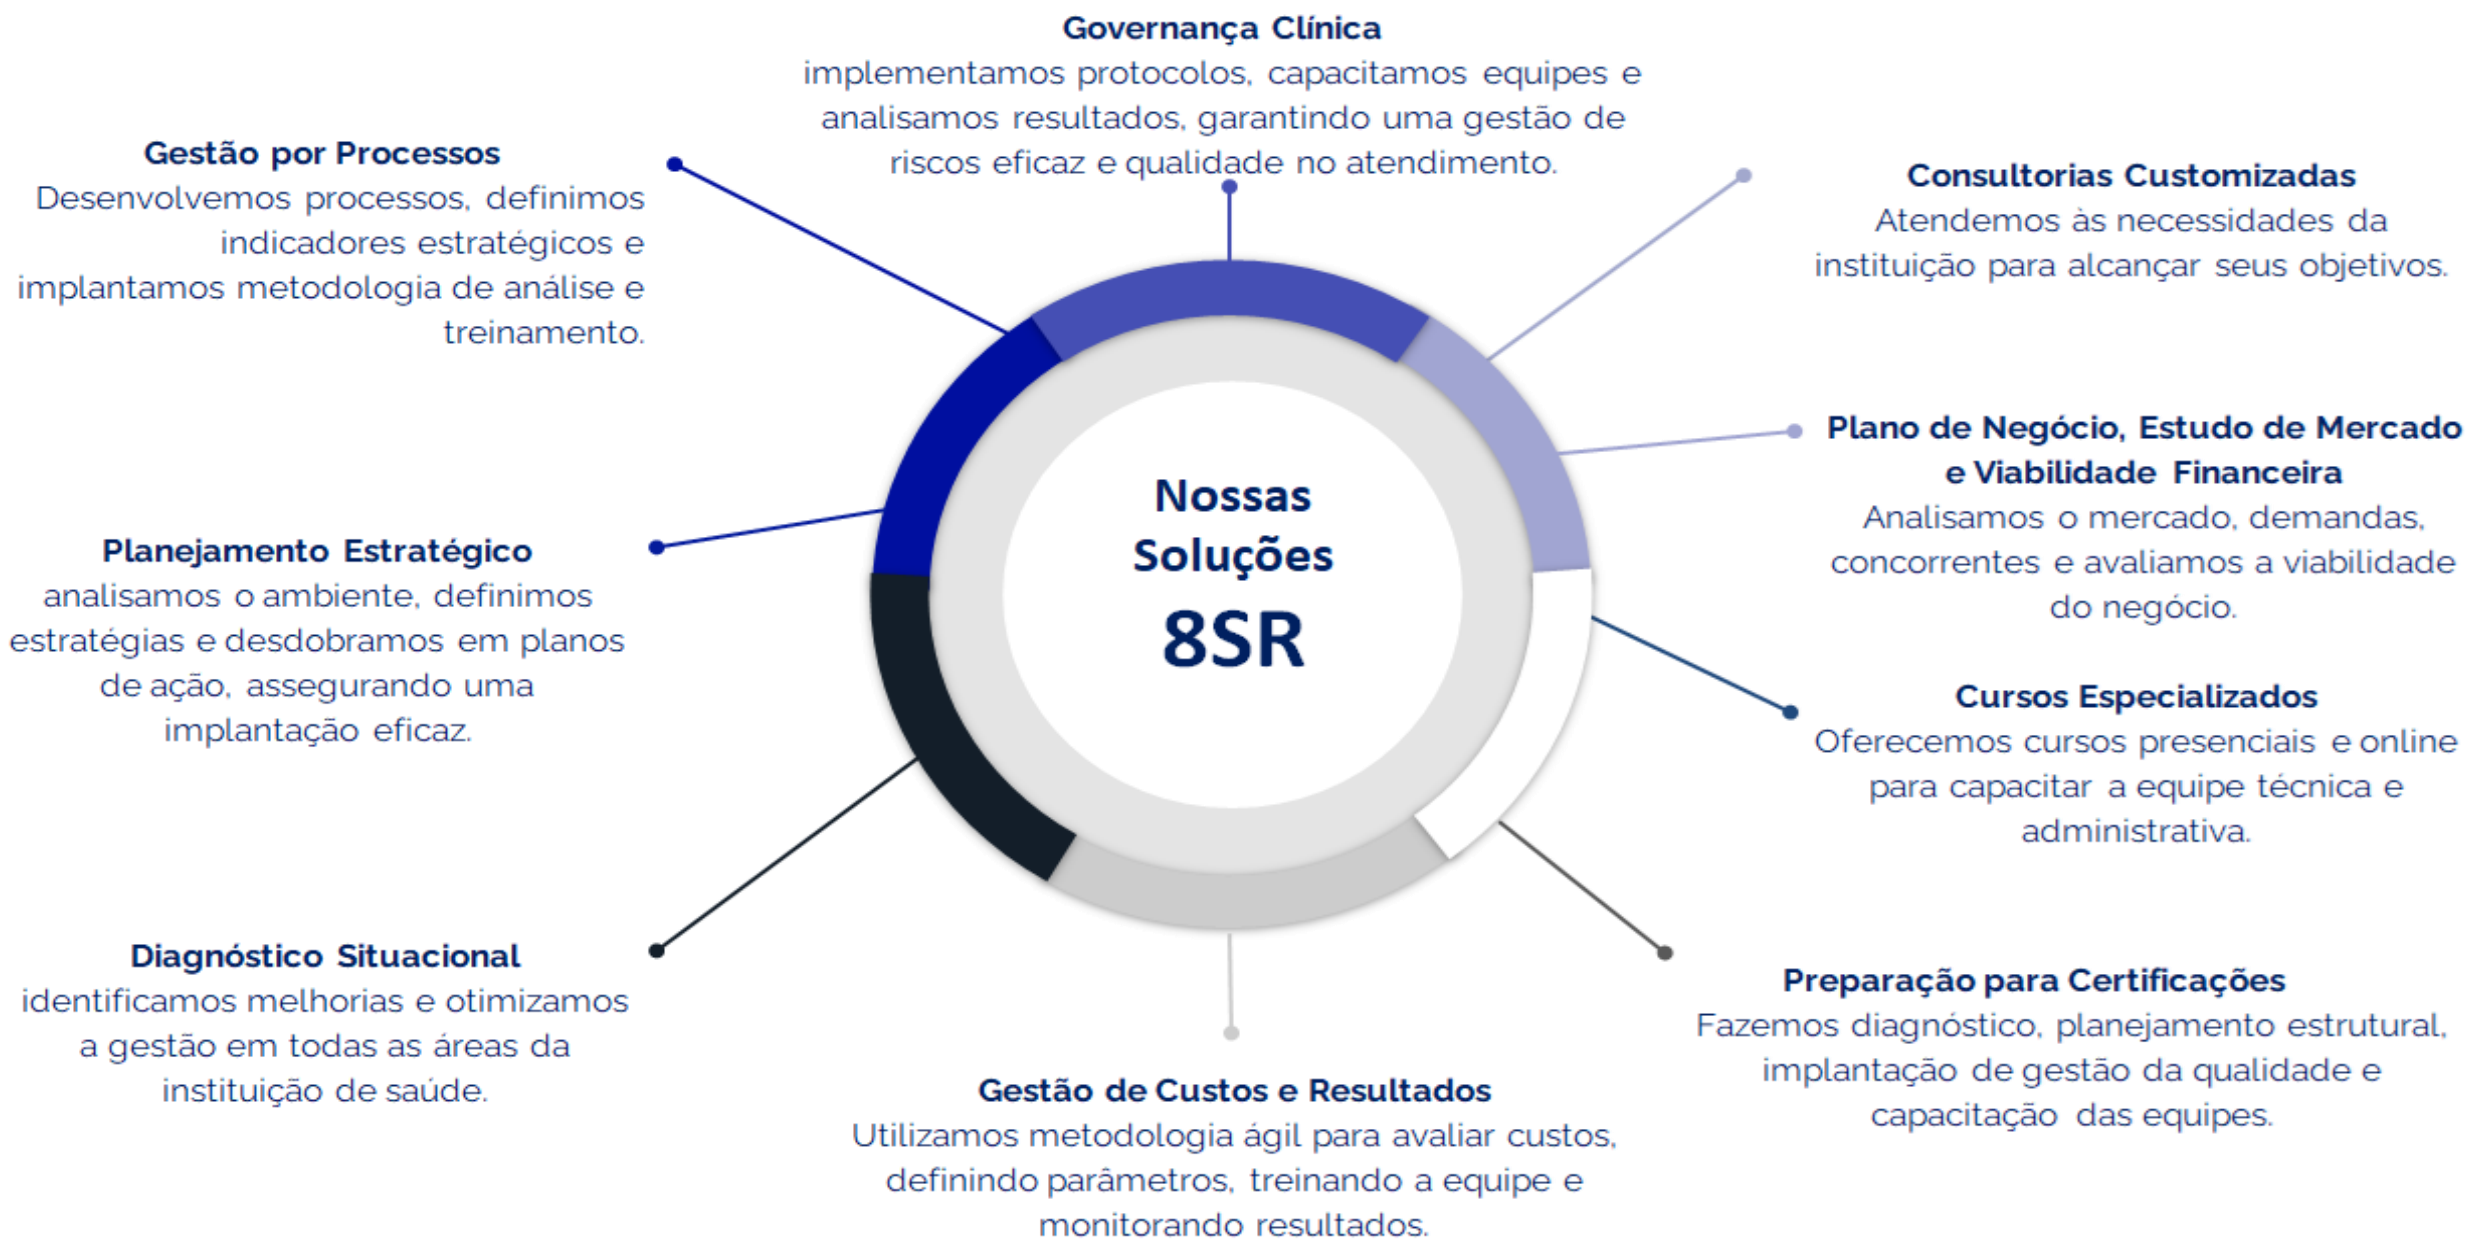 Governança Clínica
implementamos protocolos, capacitamos equipes e
analisamos resultados, garantindo uma gestão de
riscos eficaz e qualidade no atendimento.
Gestão por Processos
Desenvolvemos processos, definimos
indicadores estratégicos e
implantamos metodologia de análise e
treinamento.
Consultorias Customizadas
Atendemos às necessidades da
instituição para alcançar seus objetivos.
Plano de Negócio, Estudo de Mercado
e Viabilidade Financeira
Analisamos o mercado, demandas,
concorrentes e avaliamos a viabilidade
do negócio.
Nossas
Soluções
8SR
Planejamento Estratégico
analisamos o ambiente, definimos
estratégias e desdobramos em planos
de ação, assegurando uma
implantação eficaz.
Cursos Especializados
Oferecemos cursos presenciais e online
para capacitar a equipe técnica e
administrativa.
Diagnóstico Situacional
identificamos melhorias e otimizamos
a gestão em todas as áreas da
instituição de saúde.
Preparação para Certificações
Fazemos diagnóstico, planejamento estrutural,
implantação de gestão da qualidade e
capacitação das equipes.
Gestão de Custos e Resultados
Utilizamos metodologia ágil para avaliar custos,
definindo parâmetros, treinando a equipe e
monitorando resultados.